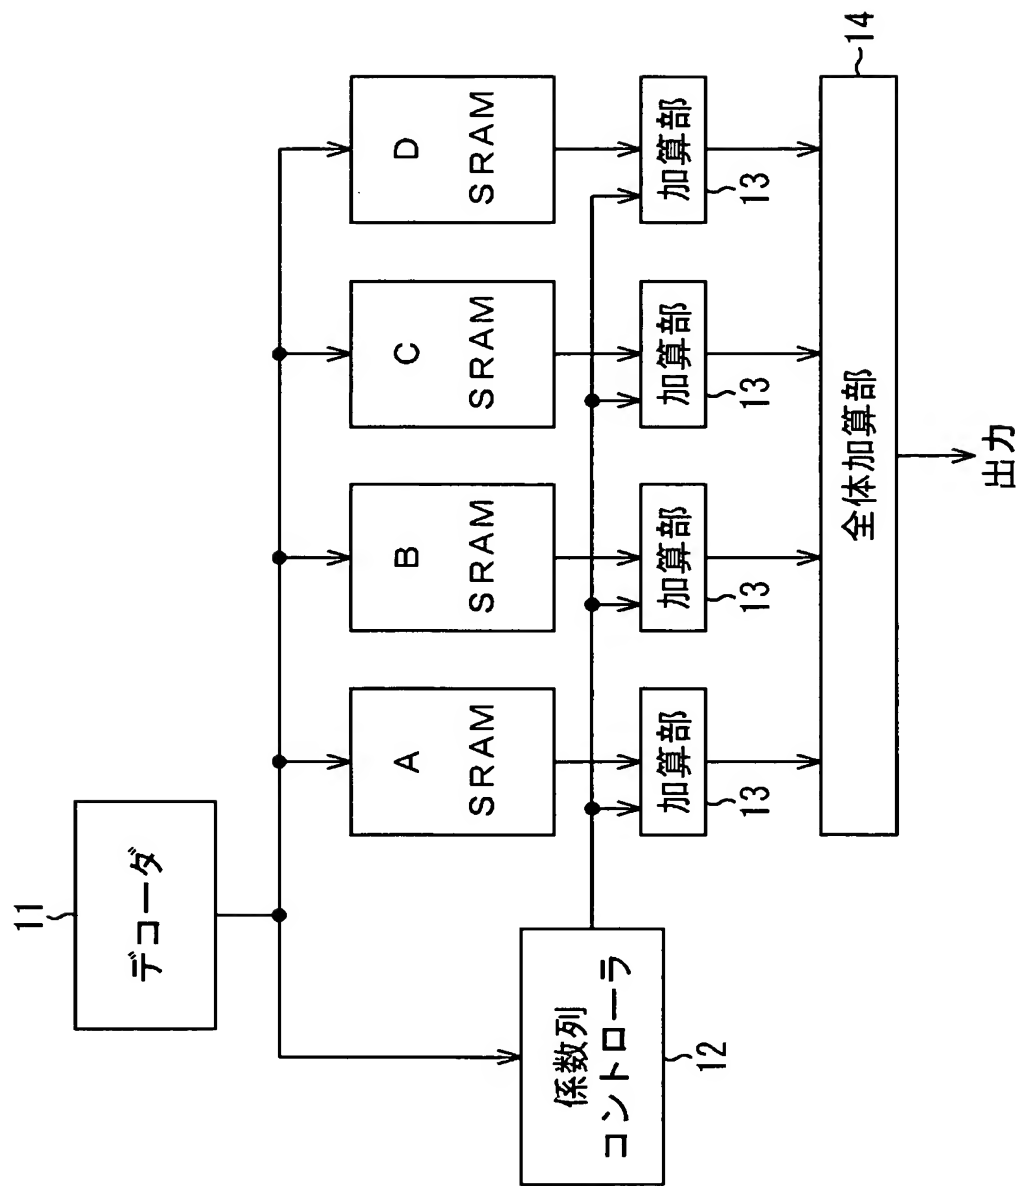 11
デコーダ
係数列
コントローラ
12
A
SRAM
B
SRAM
C
SRAM
D
SRAM
加算部
13
加算部
13
加算部
13
加算部
13
14
全体加算部
出力